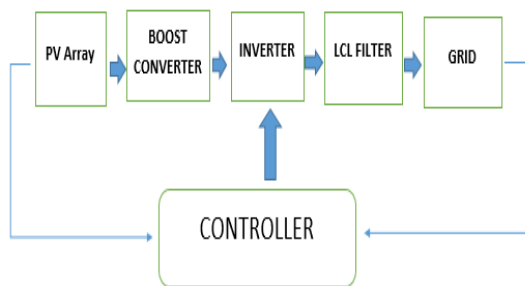 PV Array
BOOST
CONVERTER
INVERTER
LCL FILTER
GRID
CONTROLLER